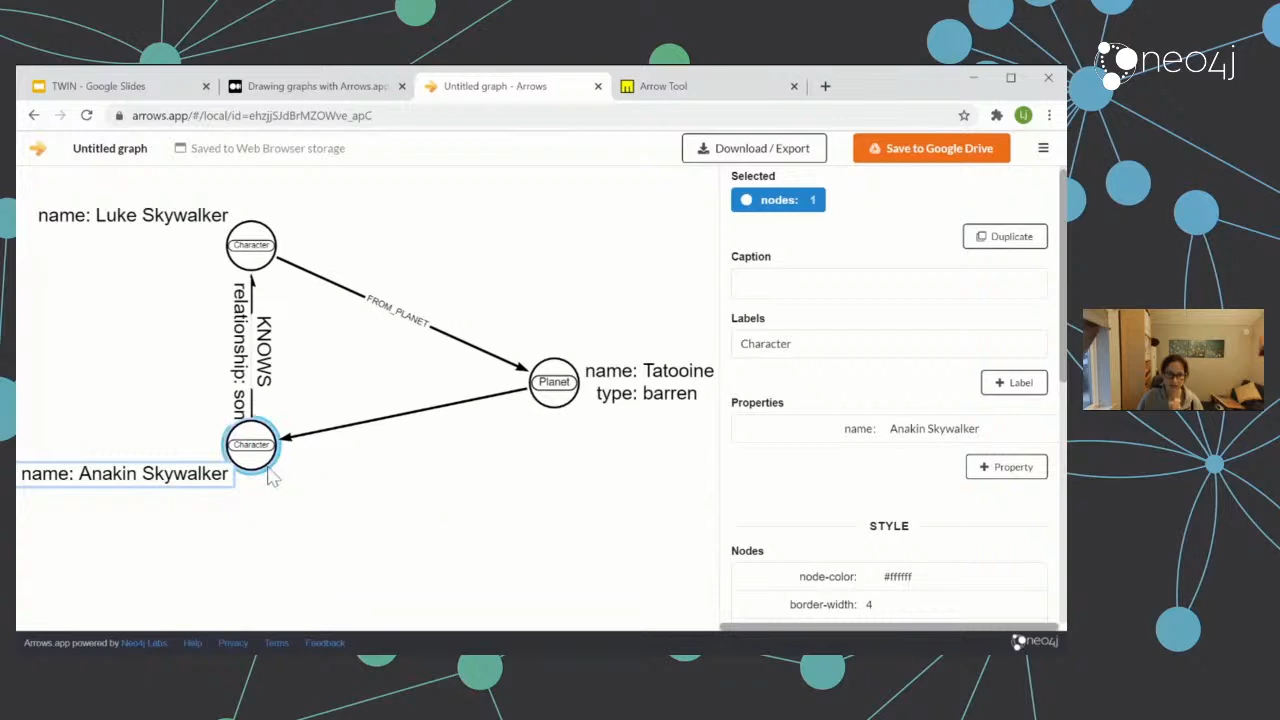 neo4j
TWIN - Google Slides
Drawing graphs with Arrows.app
Untitled graph - Arrows
Arrow Tool
arrows.app/#/local/id=ehzjjSJdBrMZOWve_apC
LJ
Untitled graph
Saved to Web Browser storage
Download / Export
Save to Google Drive
Selected
nodes: 1
Duplicate
Caption
Labels
Character
Label
Properties
name: Anakin Skywalker
Property
STYLE
Nodes
node-color: #ffffff
border-width: 4
name: Luke Skywalker
Character
FROM_PLANET
KNOWS
relationship: son
Planet
name: Tatooine
type: barren
Character
name: Anakin Skywalker
Arrows.app powered by Neo4j Labs
Help
Privacy
Terms
Feedback
neo4j